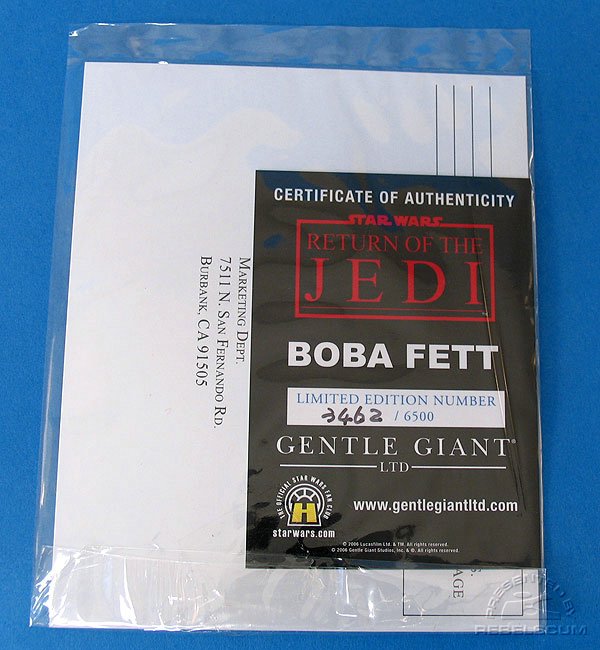 CERTIFICATE OF AUTHENTICITY
STAR WARS
RETURN OF THE
JEDI
BOBA FETT
LIMITED EDITION NUMBER
3462 / 6500
GENTLE GIANT®
LTD
THE OFFICIAL STAR WARS FAN CLUB
starwars.com
www.gentlegiantltd.com
© 2006 Lucasfilm Ltd. & TM. All rights reserved.
© 2006 Gentle Giant Studios, Inc. & ®. All rights reserved.
MARKETING DEPT.
7511 N. SAN FERNANDO RD.
BURBANK, CA 91505
PRESENTED BY
REBELSCUM